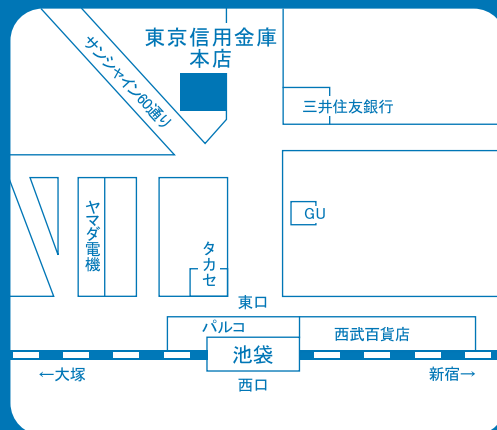 東京信用金庫
本店
サンシャイン60通り
三井住友銀行
ヤマダ電機
GU
タカセ
東口
パルコ
西武百貨店
池袋
←大塚
新宿→
西口